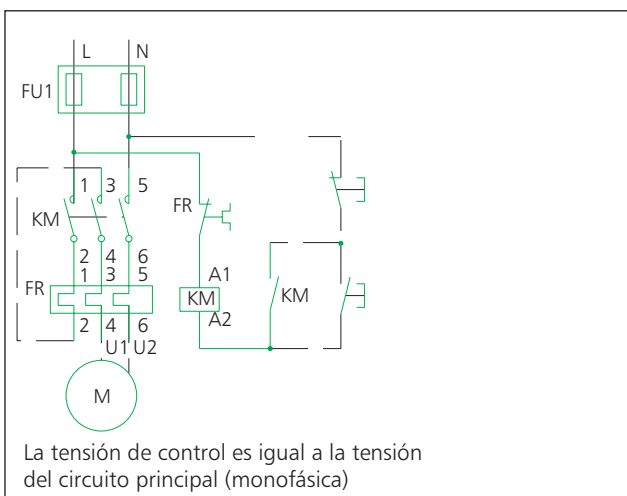 L N
FU1
1 3 5
KM
FR
2 4 6
1 3 5
FR
A1
KM
A2
KM
2 4 6
U1 U2
M
La tensión de control es igual a la tensión
del circuito principal (monofásica)